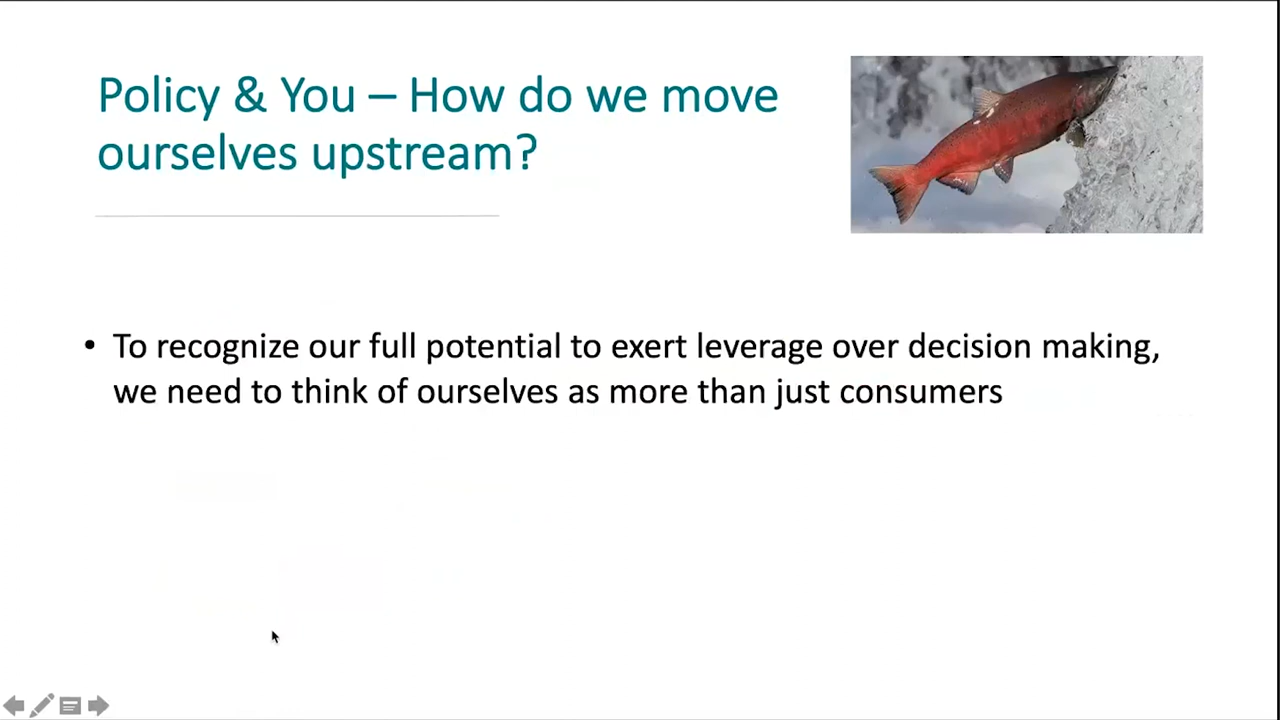 Policy & You – How do we move
ourselves upstream?
• To recognize our full potential to exert leverage over decision making,
we need to think of ourselves as more than just consumers